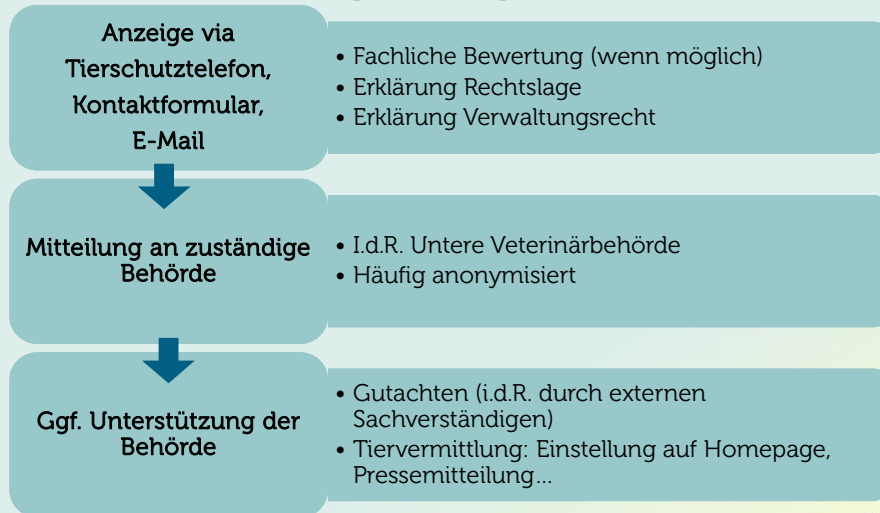 Anzeige via
Tierschutztelefon,
Kontaktformular,
E-Mail
• Fachliche Bewertung (wenn möglich)
• Erklärung Rechtslage
• Erklärung Verwaltungsrecht
Mitteilung an zuständige
Behörde
• I.d.R. Untere Veterinärbehörde
• Häufig anonymisiert
Ggf. Unterstützung der
Behörde
• Gutachten (i.d.R. durch externen
Sachverständigen)
• Tiervermittlung: Einstellung auf Homepage,
Pressemitteilung...